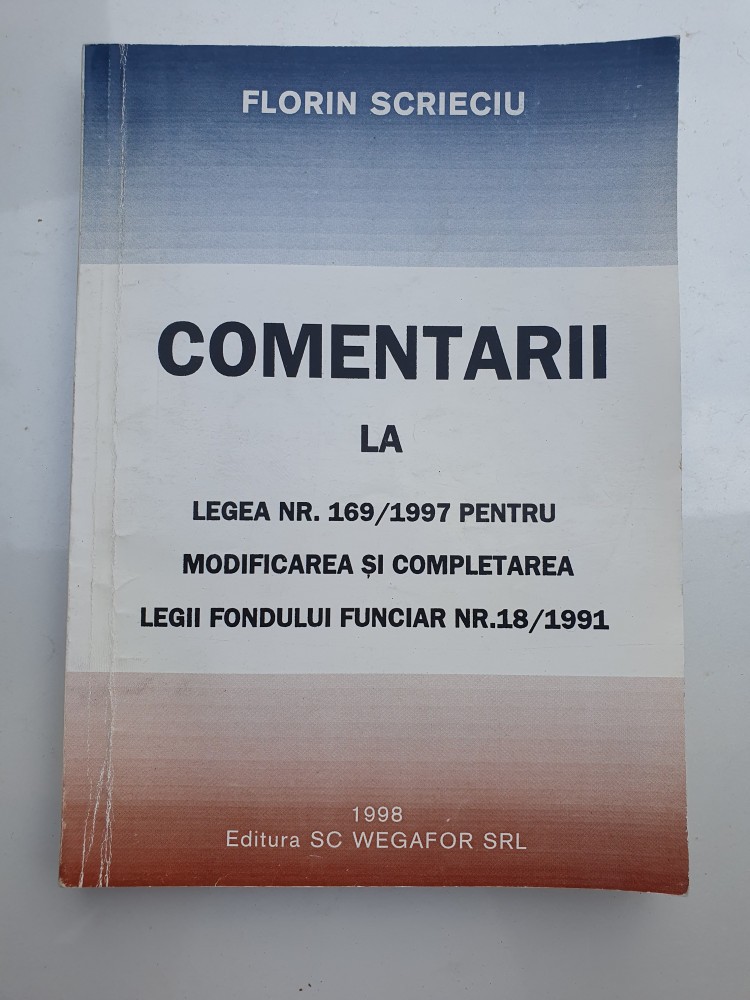 FLORIN SCRIECIU
COMENTARII
LA
LEGEA NR. 169/1997 PENTRU
MODIFICAREA ȘI COMPLETAREA
LEGII FONDULUI FUNCIAR NR.18/1991
1998
Editura SC WEGAFOR SRL